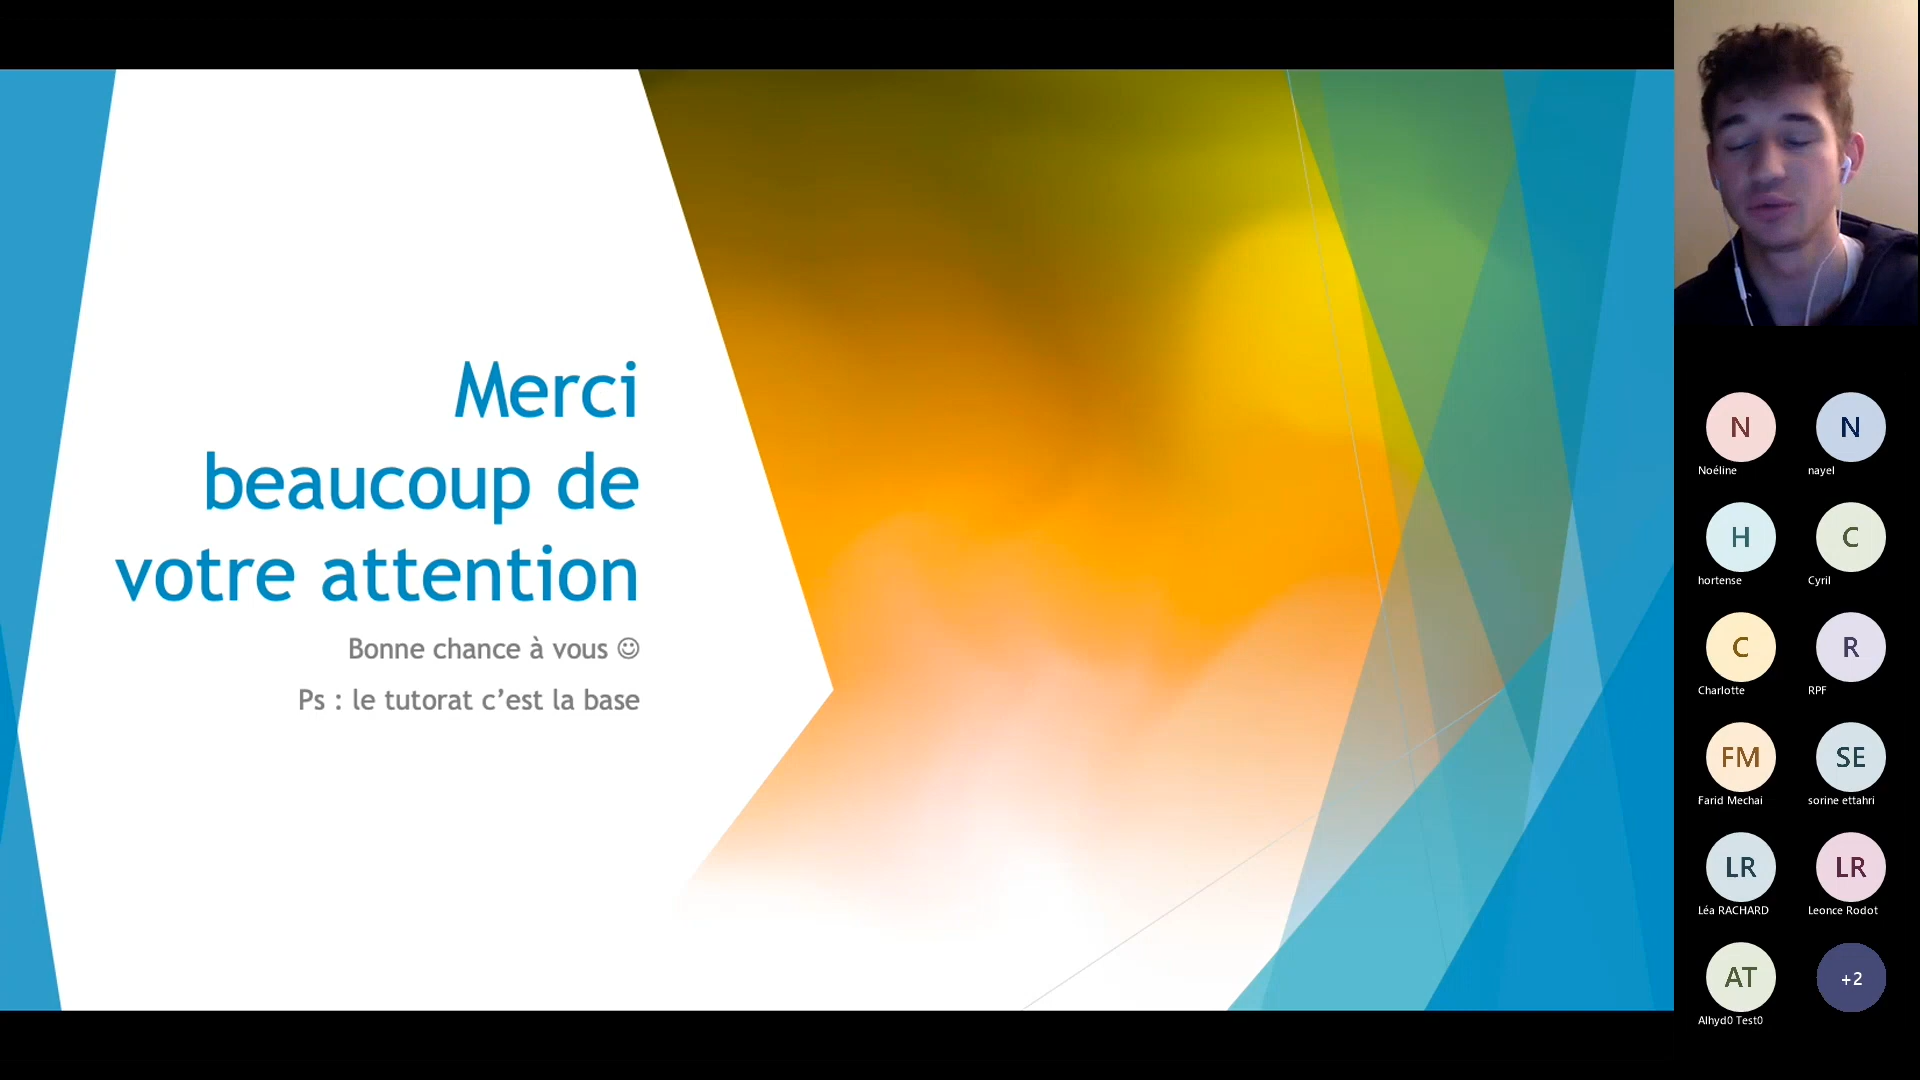 Merci
beaucoup de
votre attention
Bonne chance à vous ☺
Ps : le tutorat c’est la base
N
Noéline
N
nayel
H
hortense
C
Cyril
C
Charlotte
R
RPF
FM
Farid Mechai
SE
sorine ettahri
LR
Léa RACHARD
LR
Leonce Rodot
AT
Alhyd0 Test0
+2